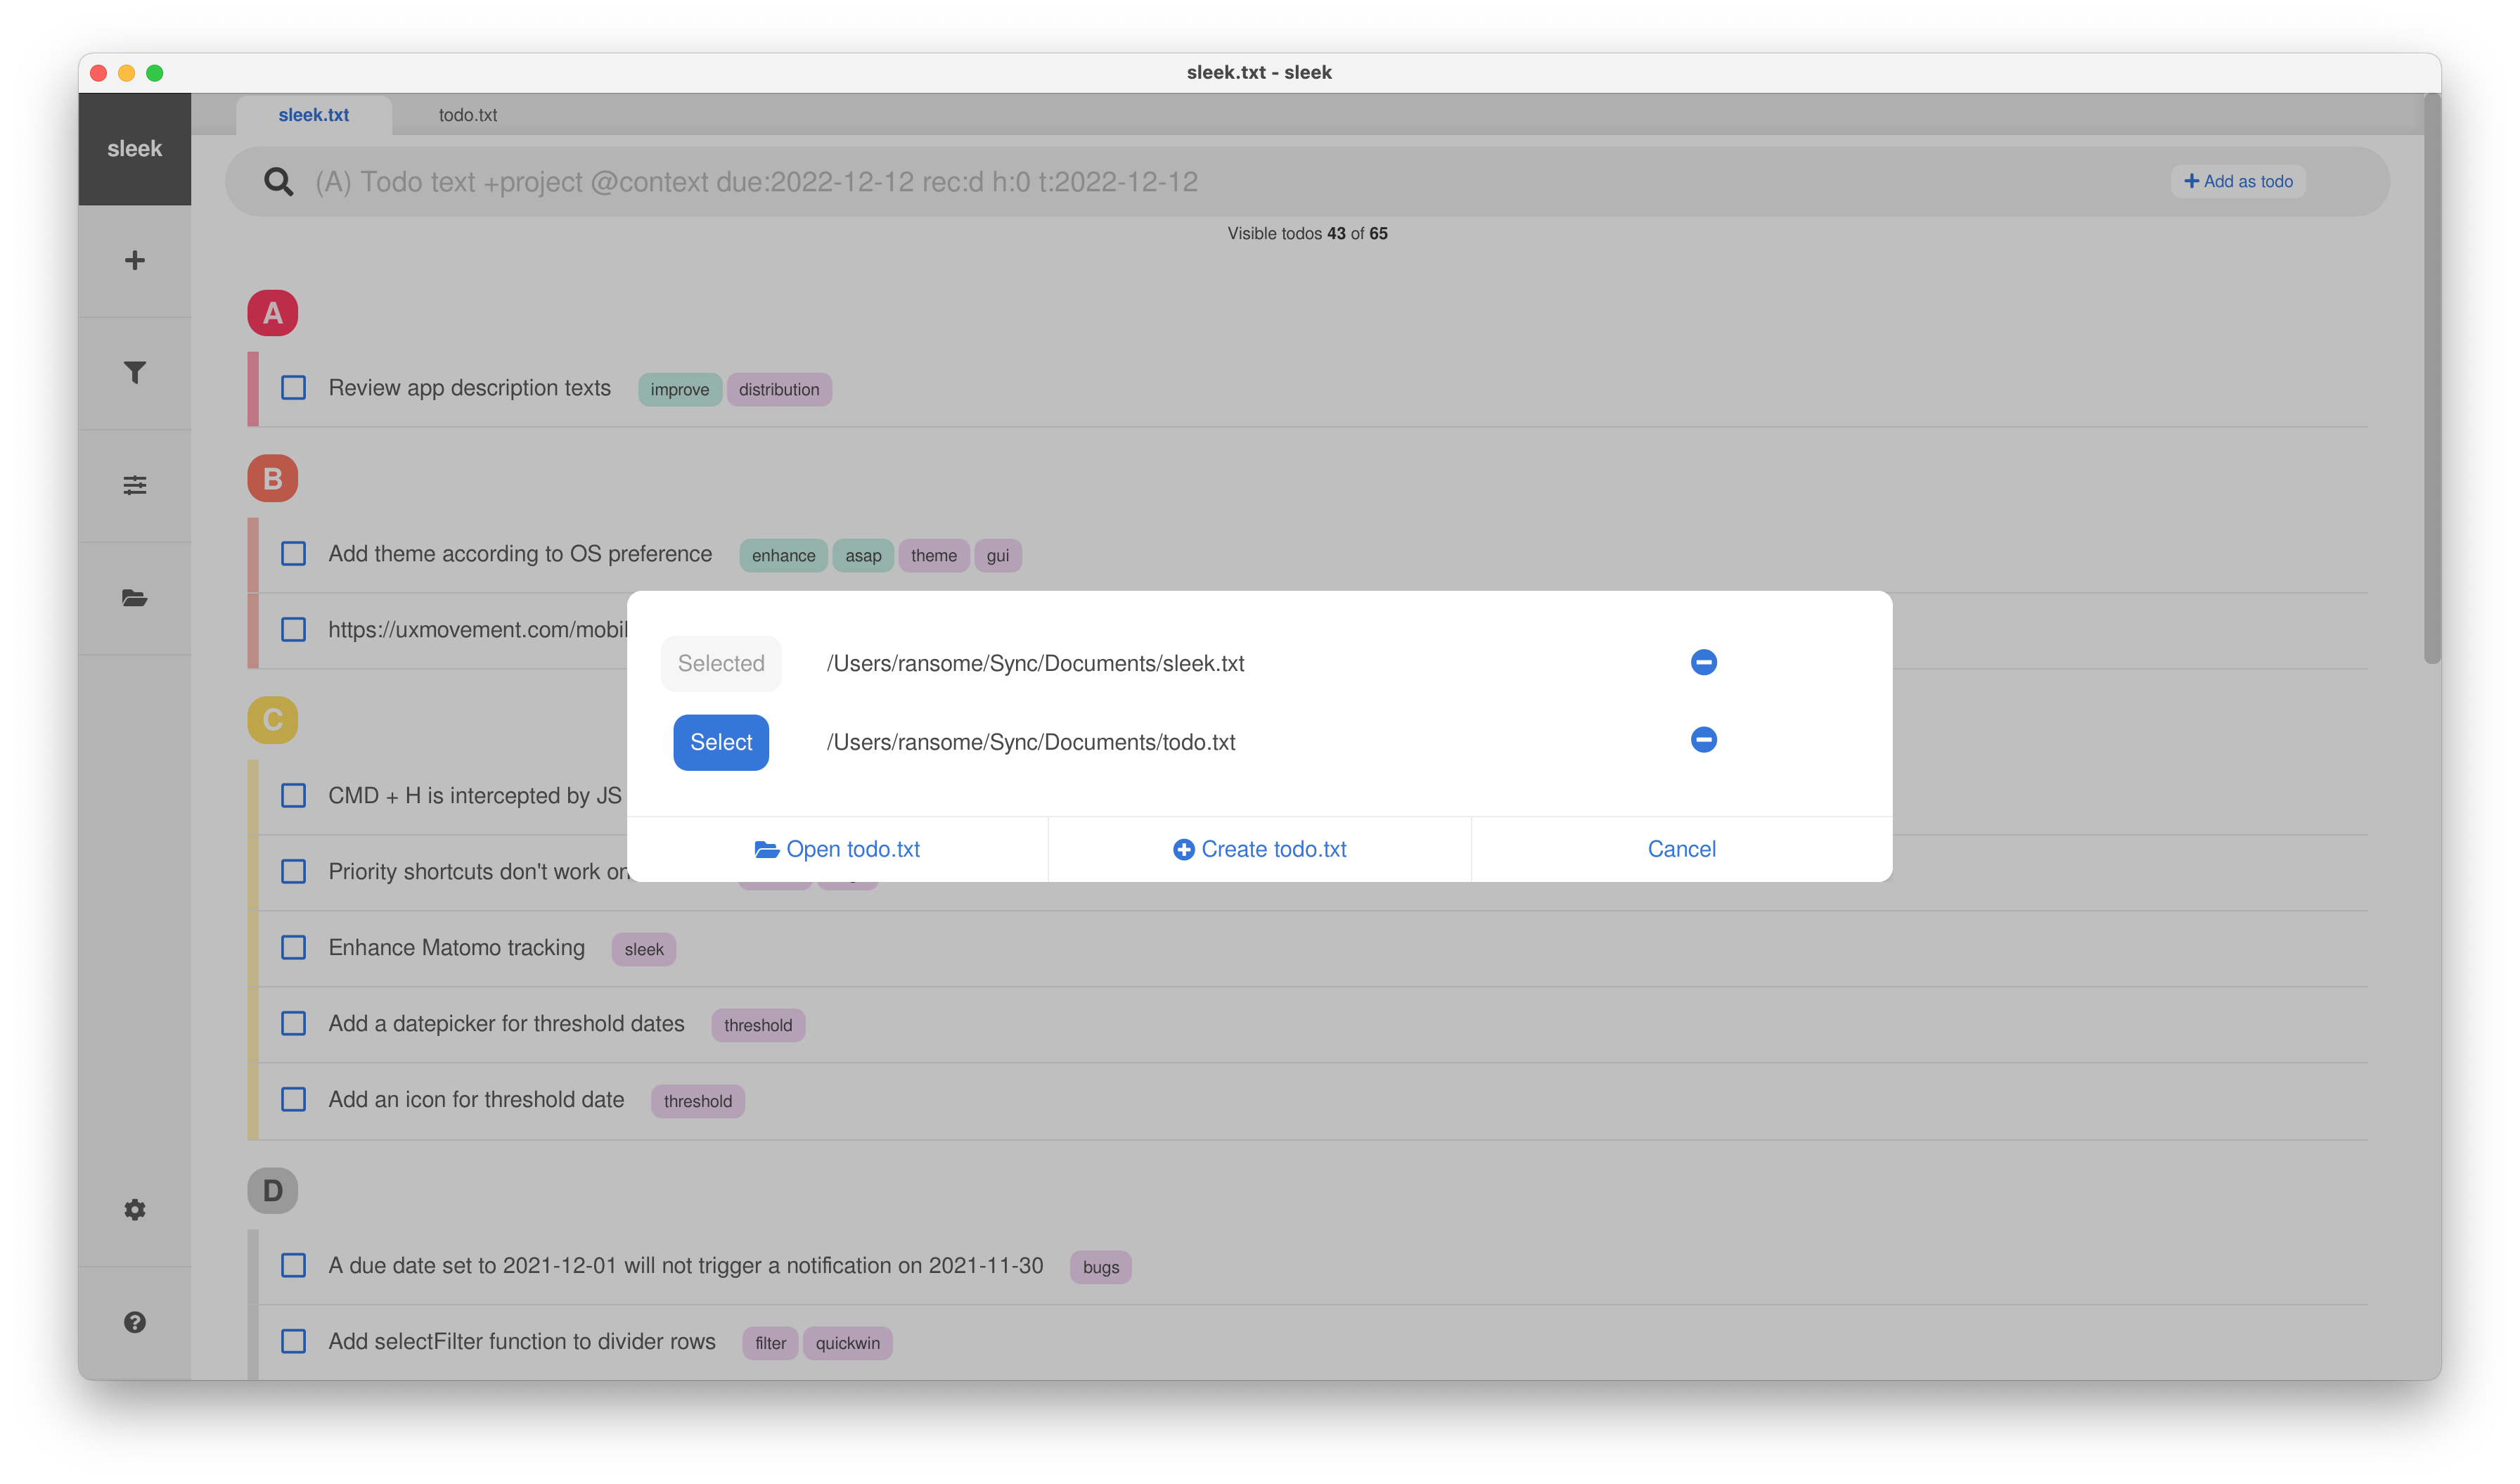 sleek.txt - sleek
sleek.txt todo.txt
sleek
(A) Todo text +project @context due:2022-12-12 rec:d h:0 t:2022-12-12
Add as todo
Visible todos 43 of 65
A
Review app description texts improve distribution
B
Add theme according to OS preference enhance asap theme gui
https://uxmovement.com/mobil
Selected /Users/ransome/Sync/Documents/sleek.txt
Select /Users/ransome/Sync/Documents/todo.txt
Open todo.txt Create todo.txt Cancel
C
CMD + H is intercepted by JS
Priority shortcuts don't work on
Enhance Matomo tracking sleek
Add a datepicker for threshold dates threshold
Add an icon for threshold date threshold
D
A due date set to 2021-12-01 will not trigger a notification on 2021-11-30 bugs
Add selectFilter function to divider rows filter quickwin